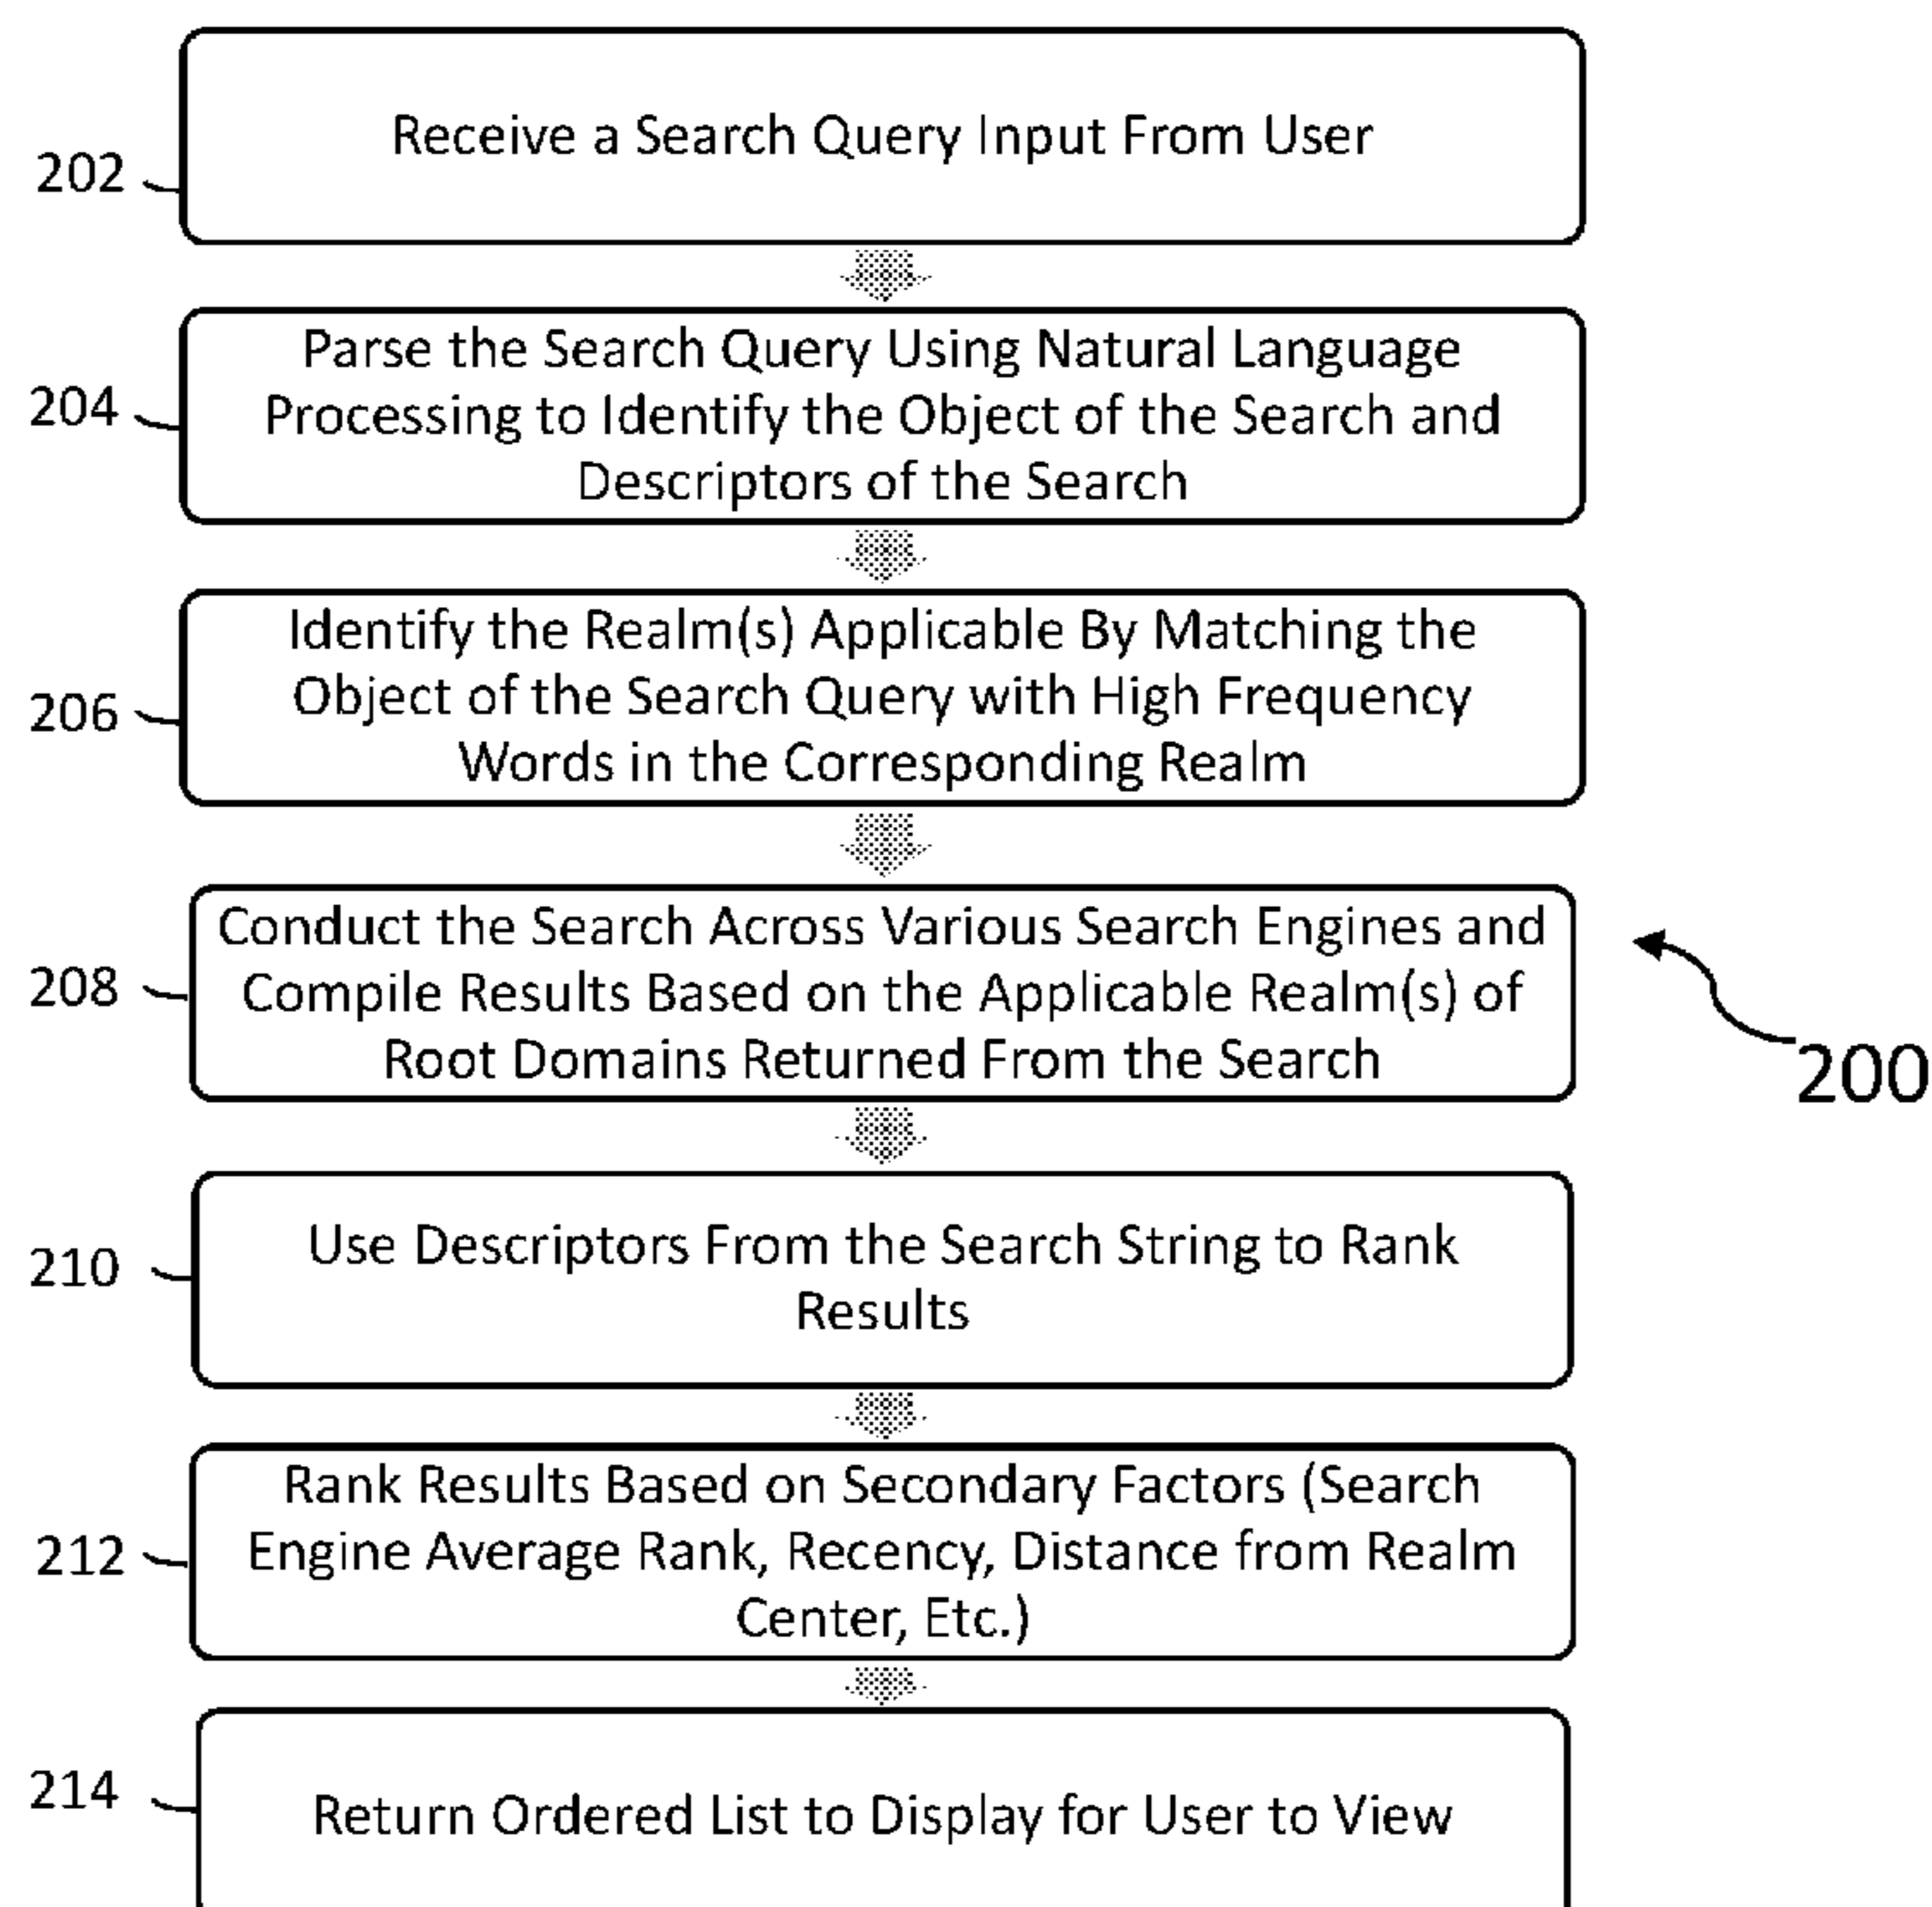 Receive a Search Query Input From User
202
Parse the Search Query Using Natural Language
Processing to Identify the Object of the Search and
Descriptors of the Search
204
Identify the Realm(s) Applicable By Matching the
Object of the Search Query with High Frequency
Words in the Corresponding Realm
206
Conduct the Search Across Various Search Engines and
Compile Results Based on the Applicable Realm(s) of
Root Domains Returned From the Search
208
200
Use Descriptors From the Search String to Rank
Results
210
Rank Results Based on Secondary Factors (Search
Engine Average Rank, Recency, Distance from Realm
Center, Etc.)
212
Return Ordered List to Display for User to View
214